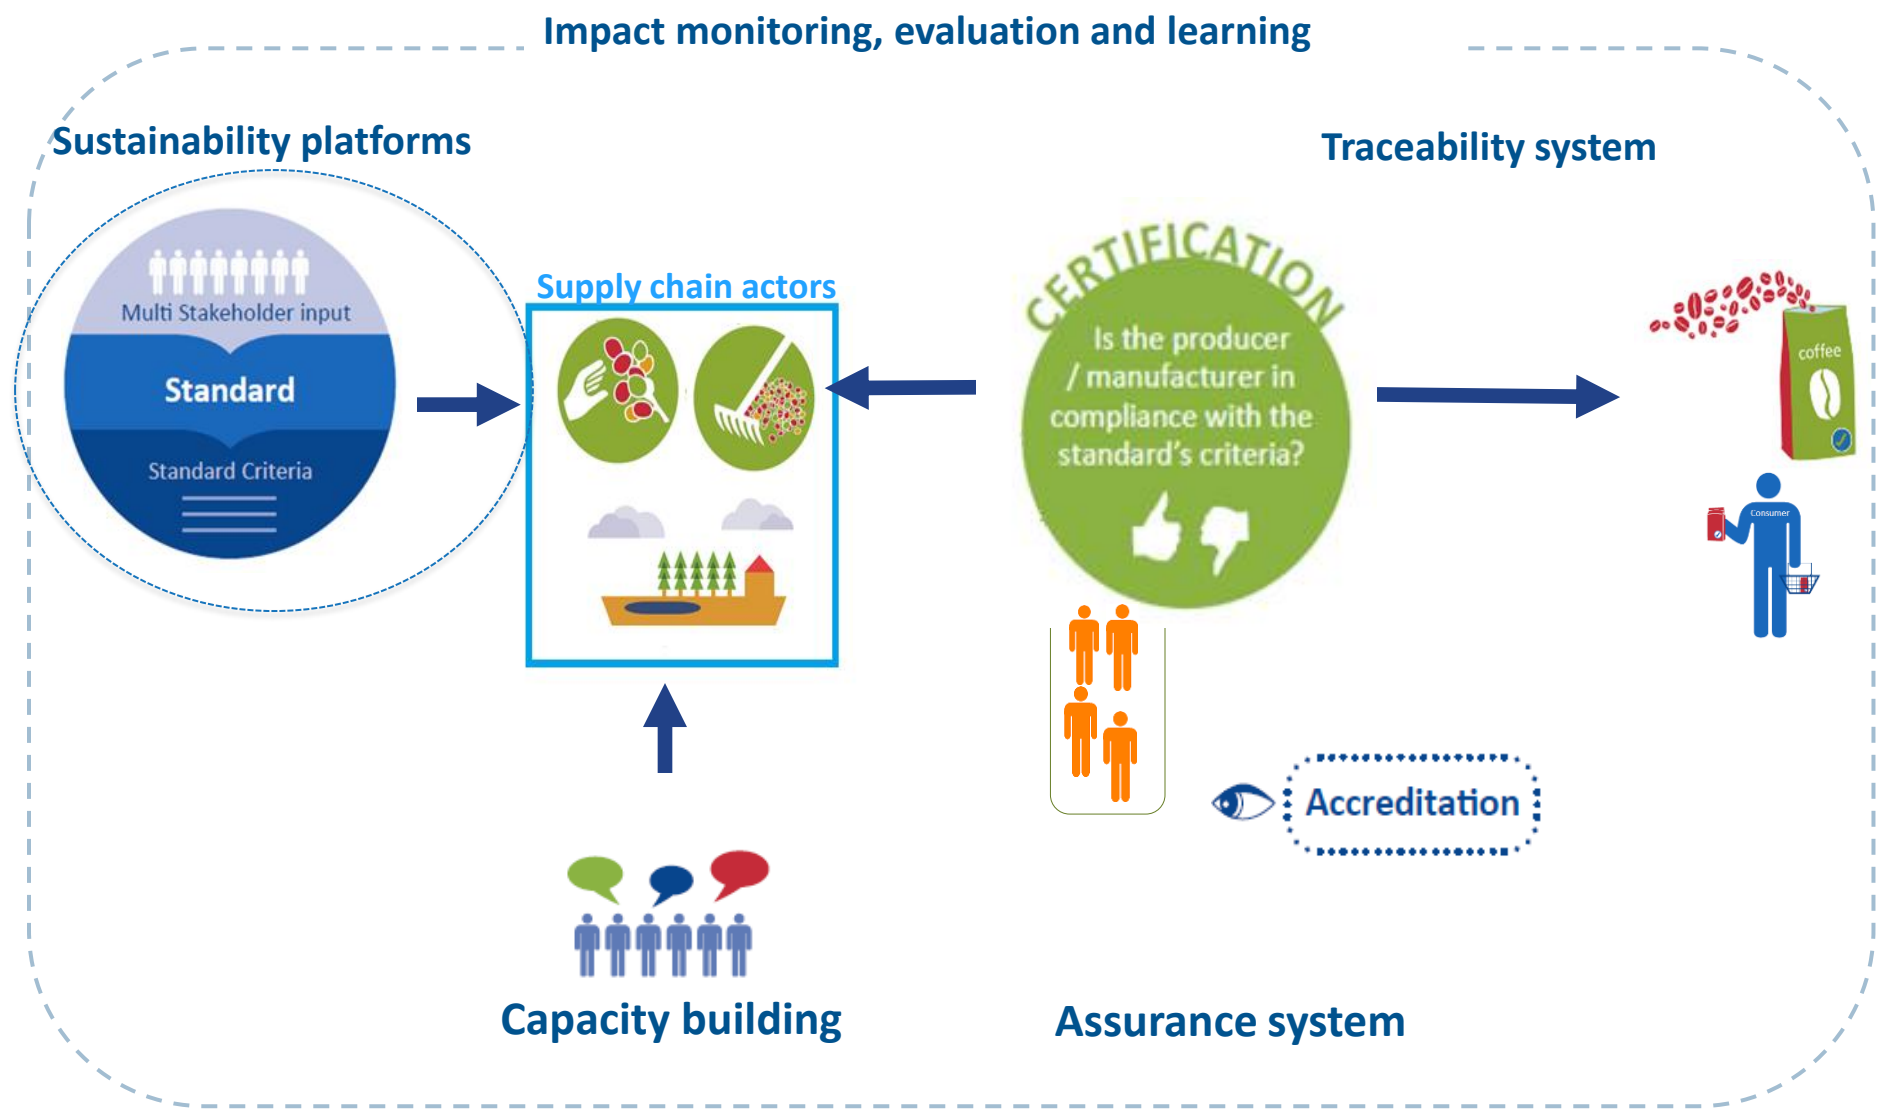 Impact monitoring, evaluation and learning
Sustainability platforms
Traceability system
Multi Stakeholder input
Standard
Standard Criteria
Supply chain actors
CERTIFICATION
Is the producer
/ manufacturer in
compliance with the
standard's criteria?
coffee
Consumer
Accreditation
Capacity building
Assurance system